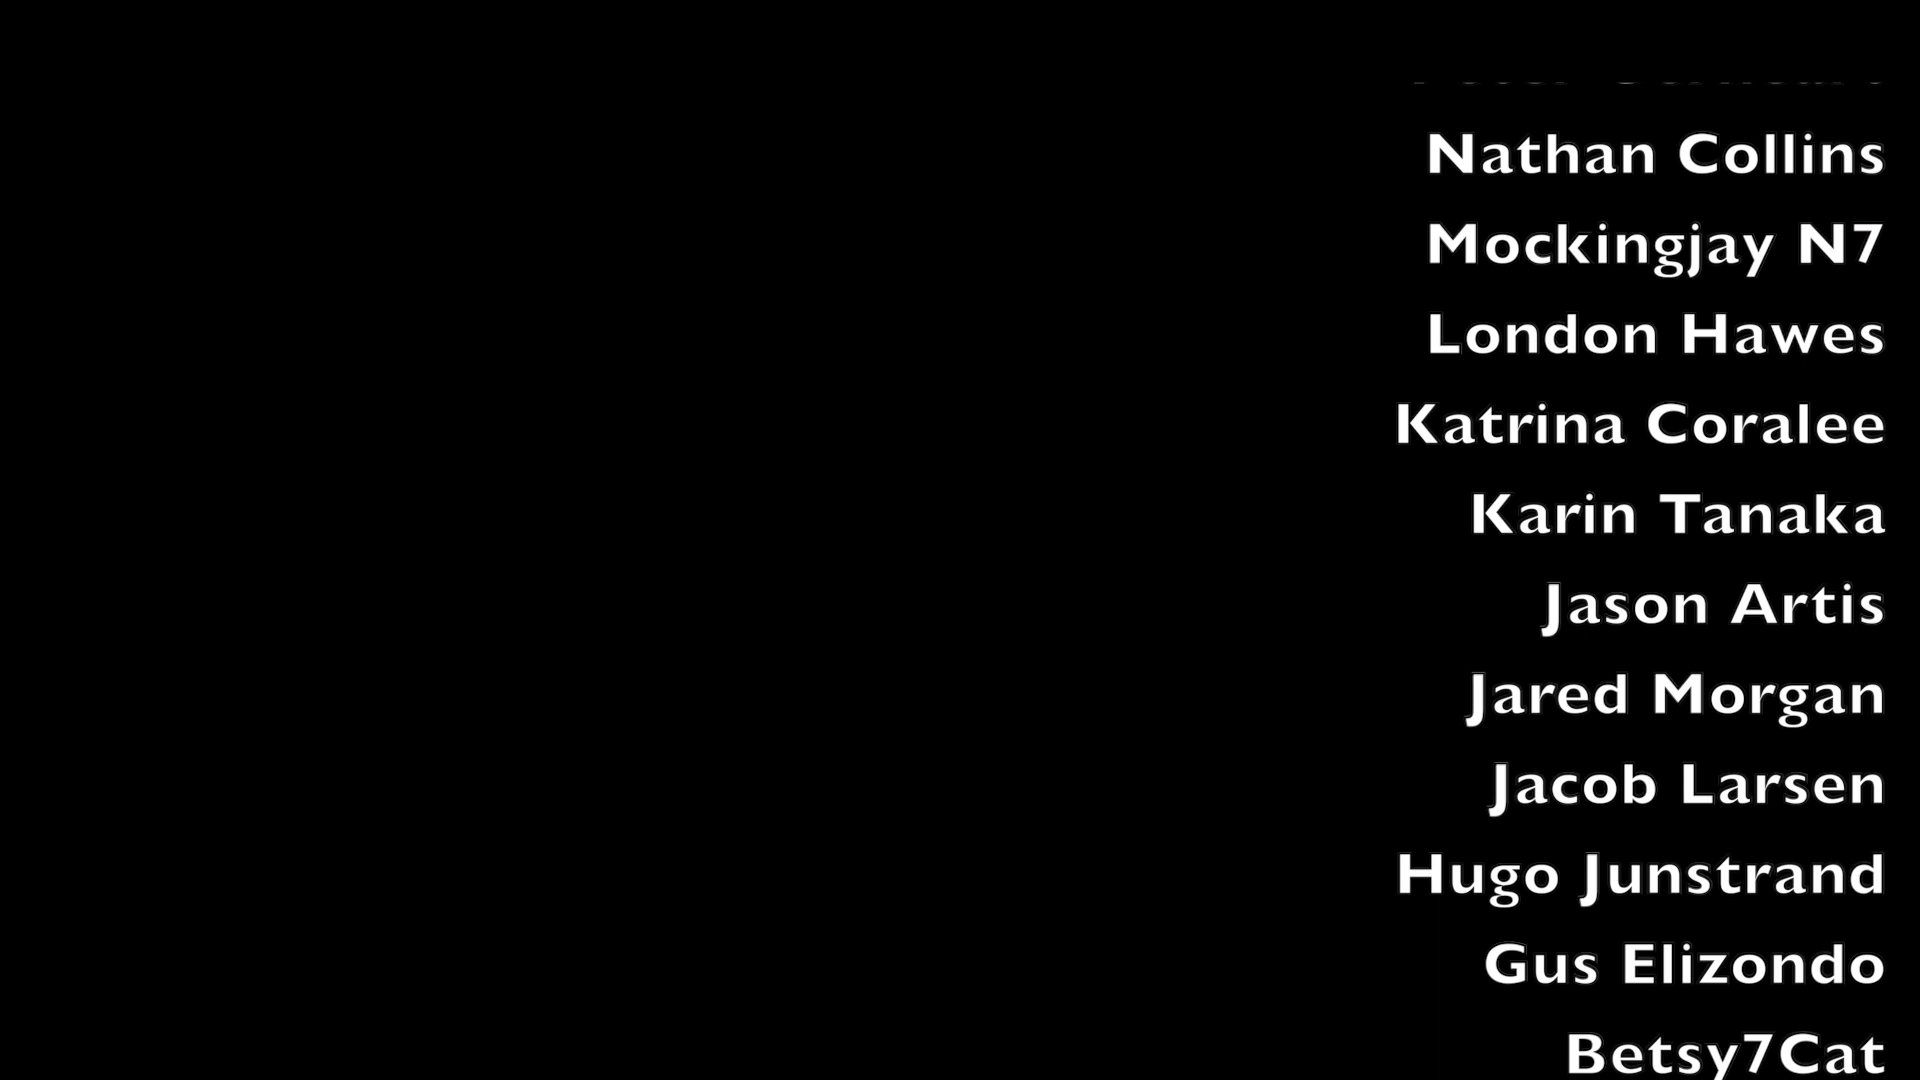 Nathan Collins
Mockingjay N7
London Hawes
Katrina Coralee
Karin Tanaka
Jason Artis
Jared Morgan
Jacob Larsen
Hugo Junstrand
Gus Elizondo
Betsy7Cat